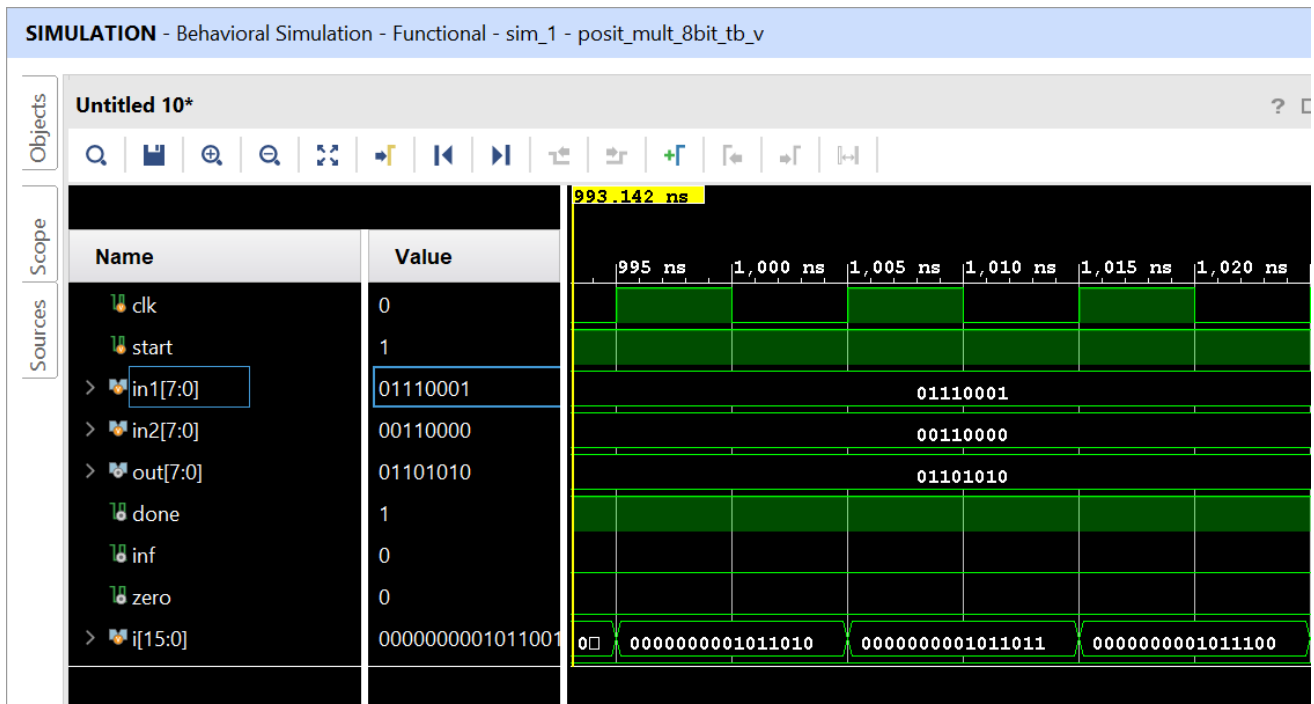 SIMULATION - Behavioral Simulation - Functional - sim_1 - posit_mult_8bit_tb_v
Objects
Scope
Sources
Untitled 10*
?
993.142 ns
Name Value
995 ns 1,000 ns 1,005 ns 1,010 ns 1,015 ns 1,020 ns
clk 0
start 1
> in1[7:0] 01110001 01110001
> in2[7:0] 00110000 00110000
> out[7:0] 01101010 01101010
done 1
inf 0
zero 0
> i[15:0] 0000000001011001 0□ 0000000001011010 0000000001011011 0000000001011100